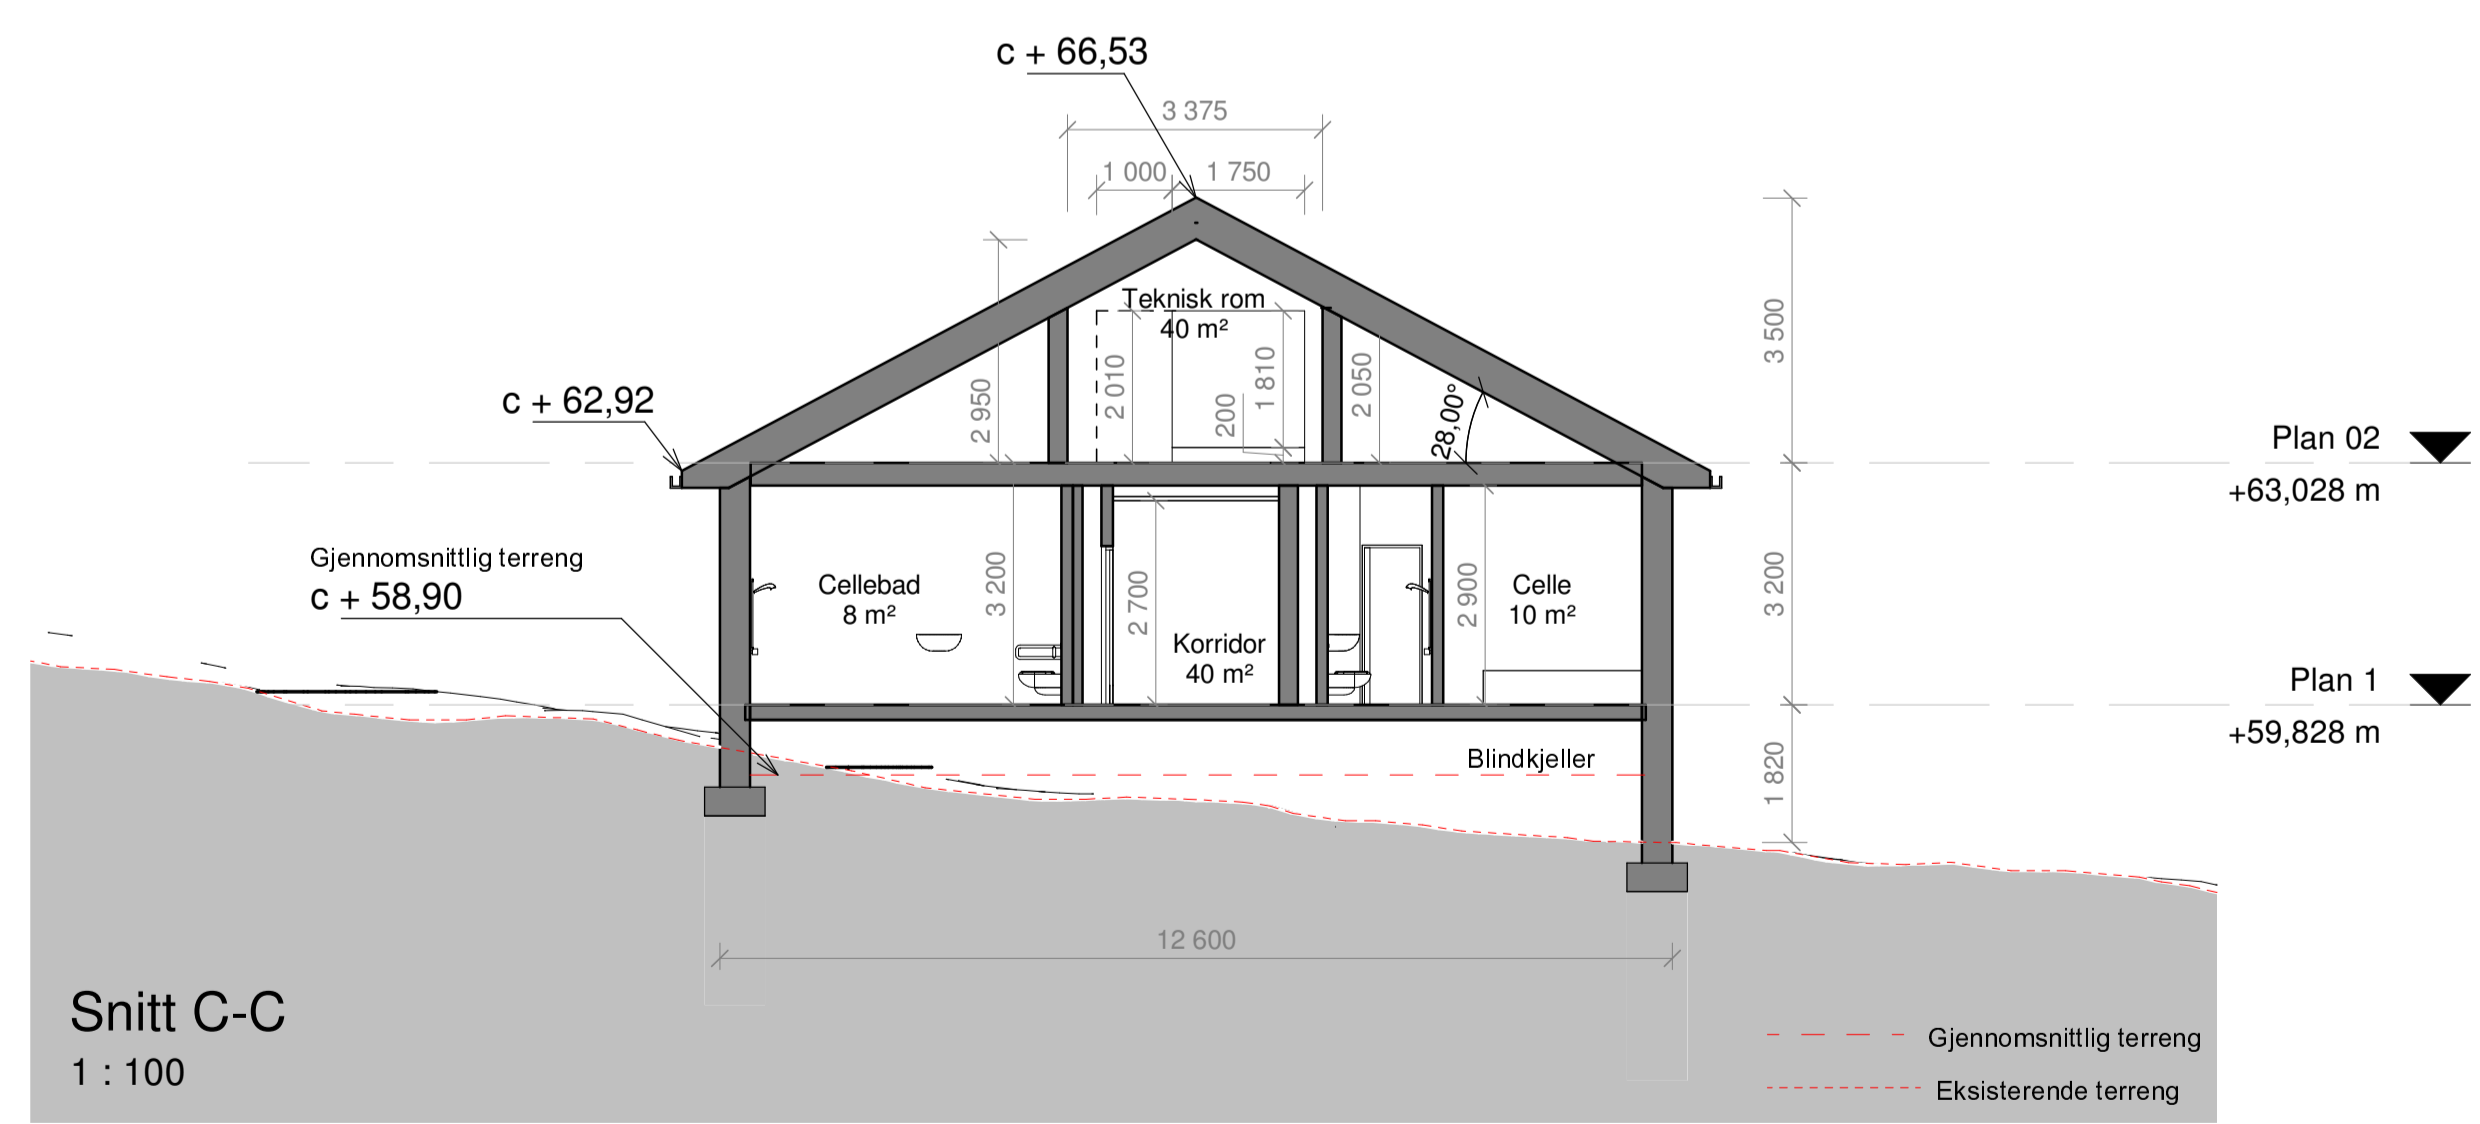 c + 66,53
3 375
1 000
1 750
Teknisk rom
40 m²
2 950
2 010
200
1 810
2 050
28,00°
3 500
c + 62,92
Plan 02
+63,028 m
Gjennomsnittlig terreng
c + 58,90
Cellebad
8 m²
3 200
2 700
Korridor
40 m²
2 900
Celle
10 m²
3 200
Plan 1
+59,828 m
Blindkjeller
1 820
12 600
Snitt C-C
1 : 100
Gjennomsnittlig terreng
Eksisterende terreng